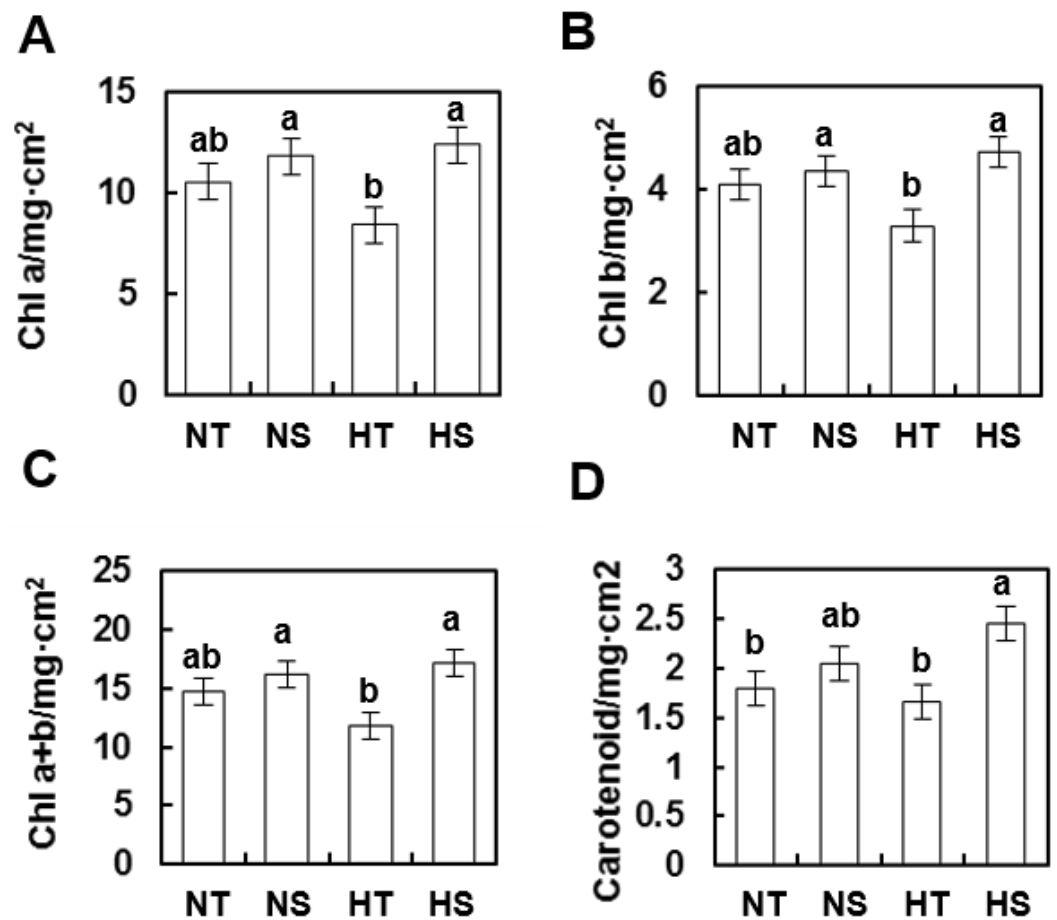 A
Chl a/mg·cm²
15
10
5
0
ab
a
b
a
NT NS HT HS
B
Chl b/mg·cm²
6
4
2
0
ab
a
b
a
NT NS HT HS
C
Chl a+b/mg·cm²
25
20
15
10
5
0
ab
a
b
a
NT NS HT HS
D
Carotenoid/mg·cm2
3
2.5
2
1.5
1
0.5
0
b
ab
b
a
NT NS HT HS